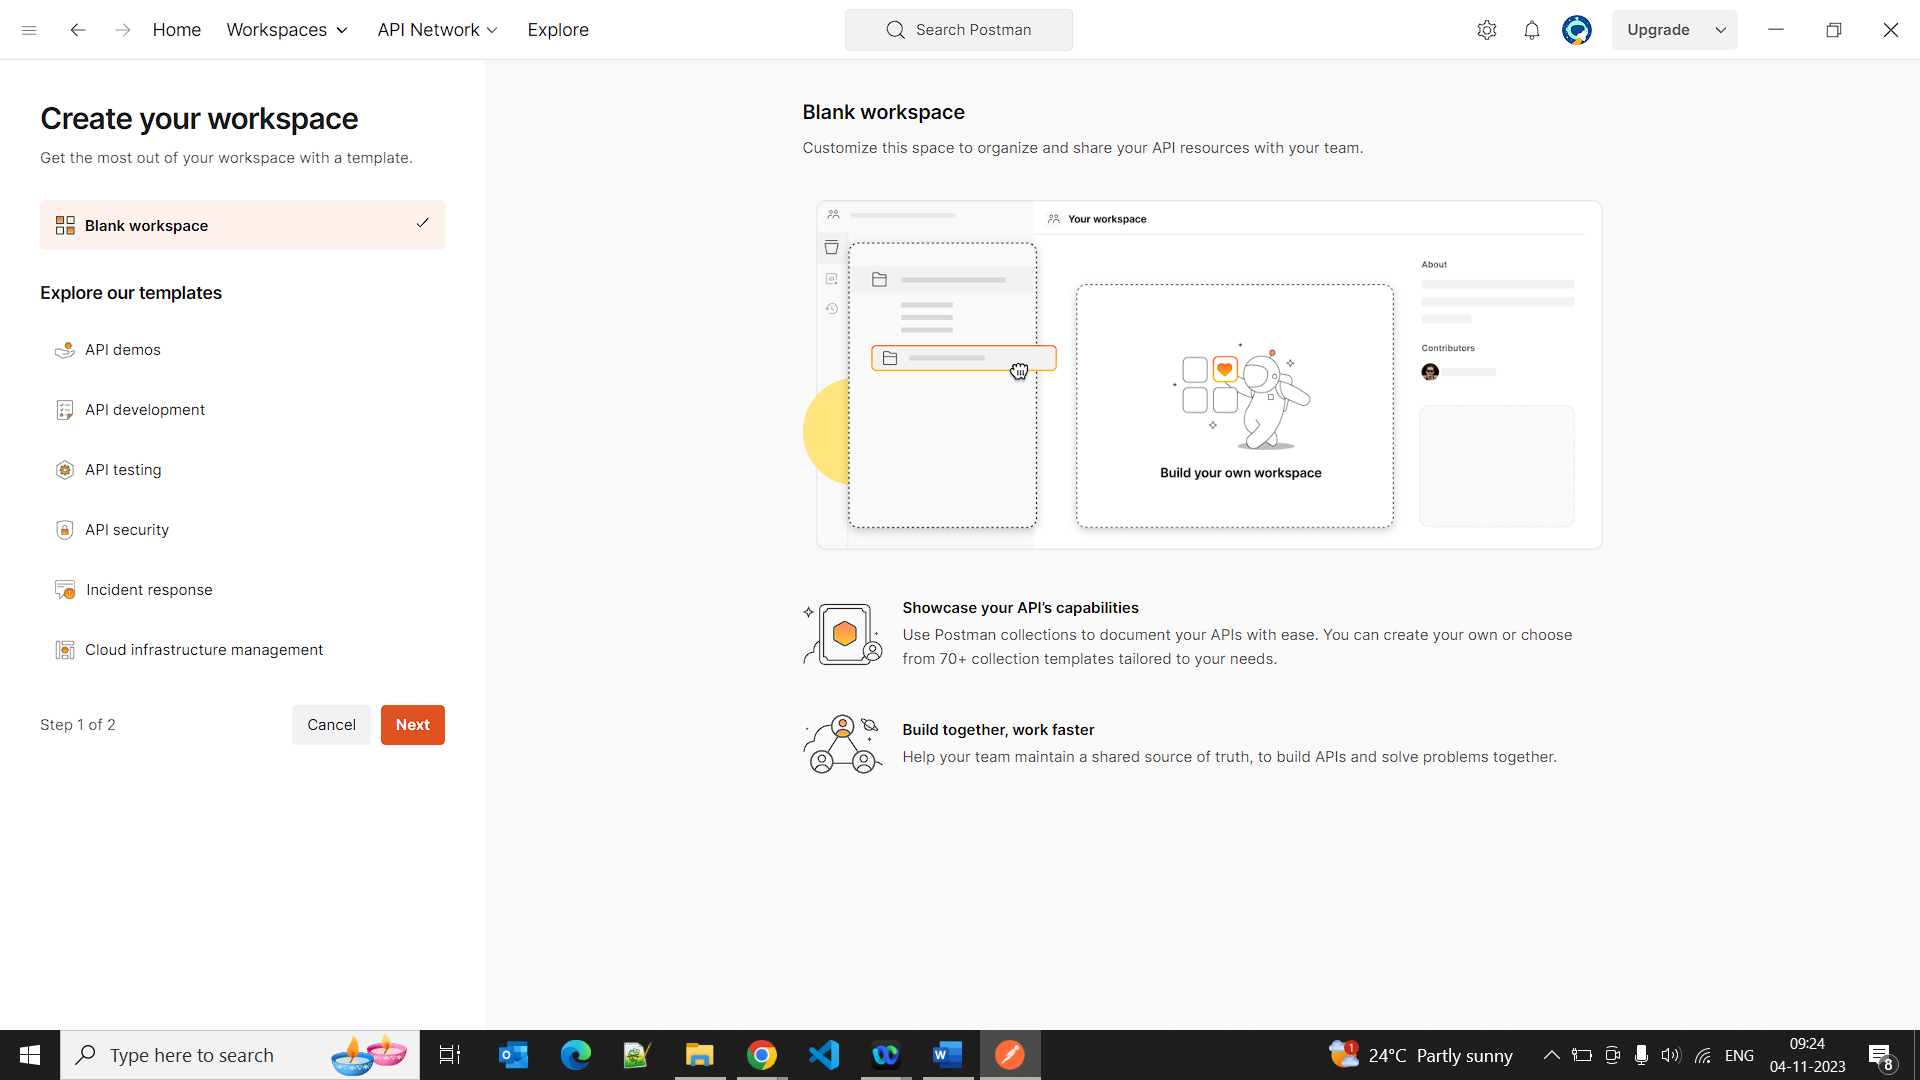 Home
Workspaces
API Network
Explore
Search Postman
Upgrade
Create your workspace
Get the most out of your workspace with a template.
Blank workspace
Explore our templates
API demos
API development
API testing
API security
Incident response
Cloud infrastructure management
Step 1 of 2
Cancel
Next
Blank workspace
Customize this space to organize and share your API resources with your team.
Your workspace
About
Contributors
Build your own workspace
Showcase your API’s capabilities
Use Postman collections to document your APIs with ease. You can create your own or choose
from 70+ collection templates tailored to your needs.
Build together, work faster
Help your team maintain a shared source of truth, to build APIs and solve problems together.
Type here to search
1
24°C Partly sunny
ENG
09:24
04-11-2023
8